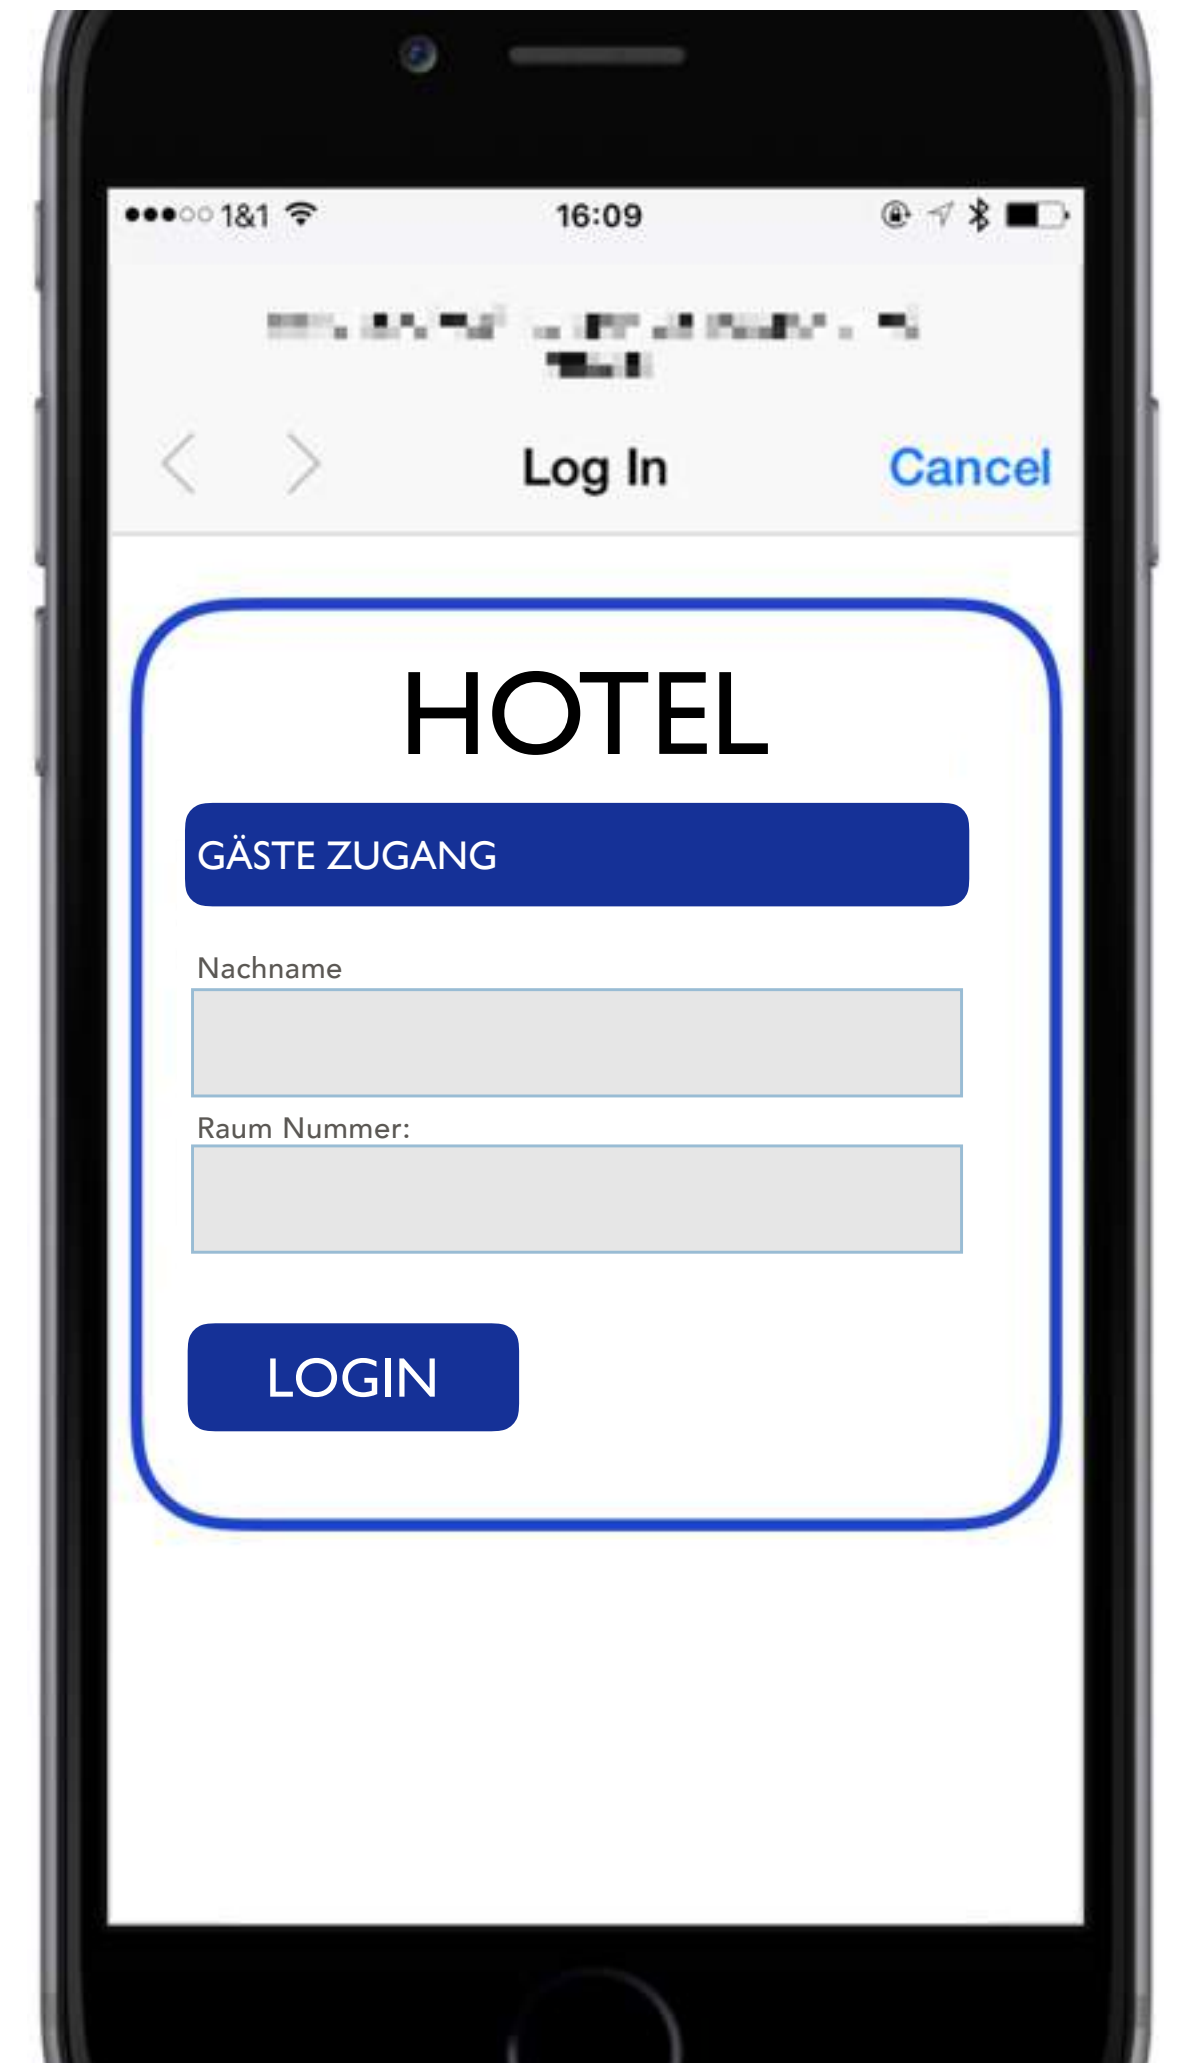 1&1
16:09
Log In
Cancel
HOTEL
GÄSTE ZUGANG
Nachname
Raum Nummer:
LOGIN